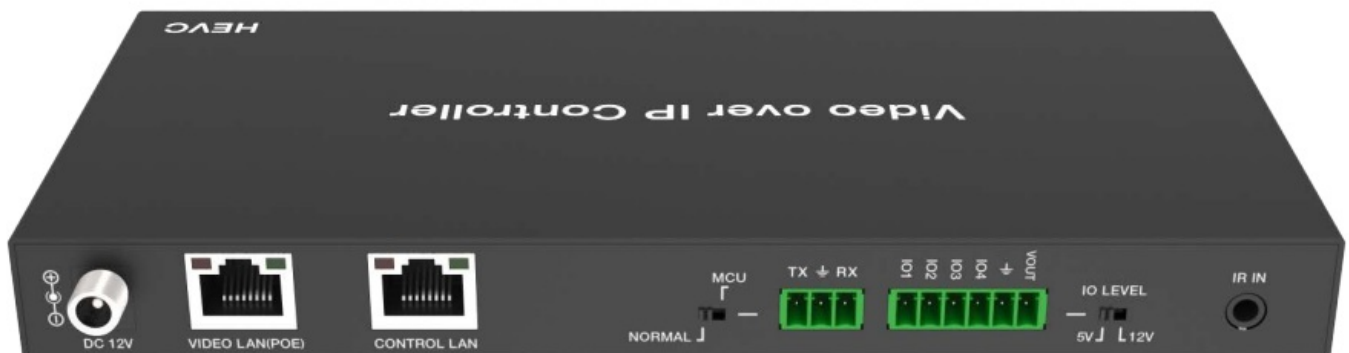 HEVC
Video over IP Controller
DC 12V
VIDEO LAN(POE)
CONTROL LAN
MCU
NORMAL
TX RX
IO1 IO2 IO3 IO4 VOUT
IO LEVEL
5V 12V
IR IN